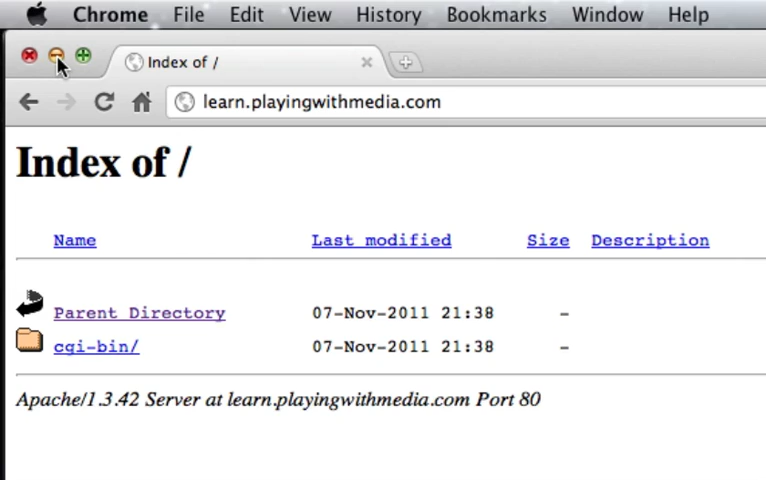 Chrome File Edit View History Bookmarks Window Help
Index of /
learn.playingwithmedia.com
Index of /
Name Last modified Size Description
Parent Directory 07-Nov-2011 21:38 -
cgi-bin/ 07-Nov-2011 21:38 -
Apache/1.3.42 Server at learn.playingwithmedia.com Port 80